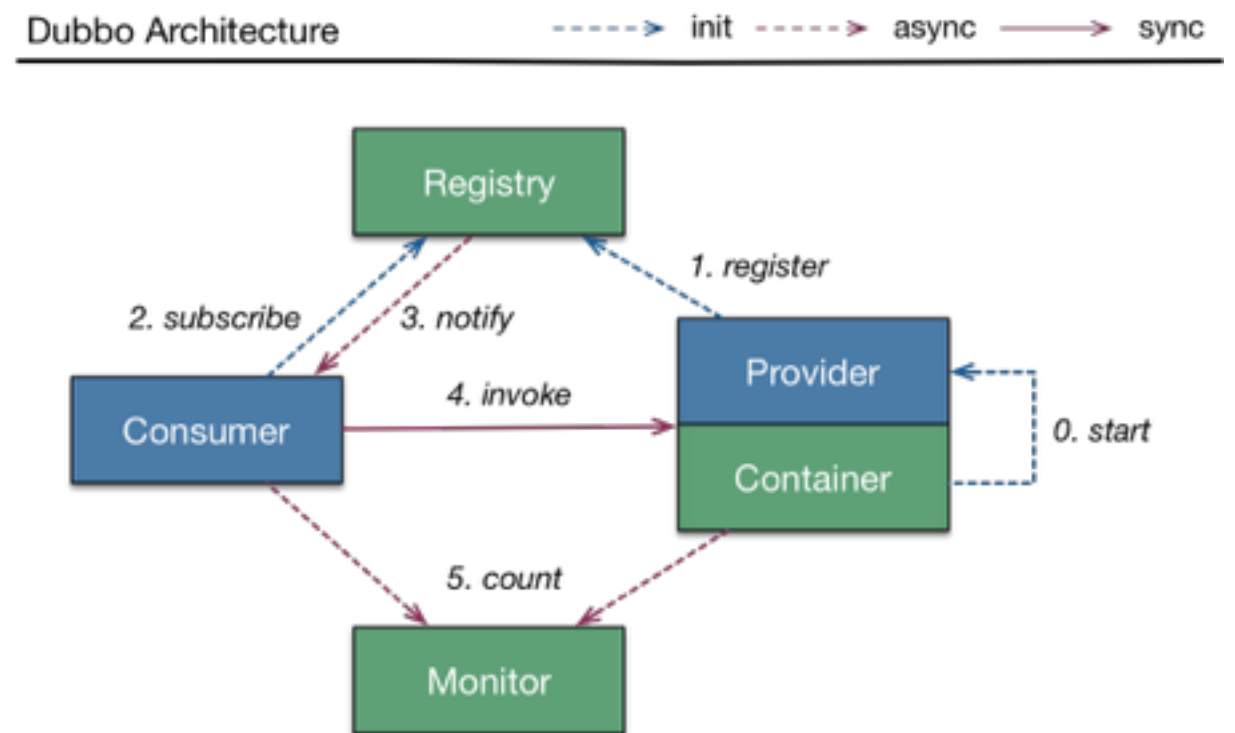 Dubbo Architecture
init
async
sync
Registry
1. register
2. subscribe
3. notify
Provider
4. invoke
Consumer
0. start
Container
5. count
Monitor